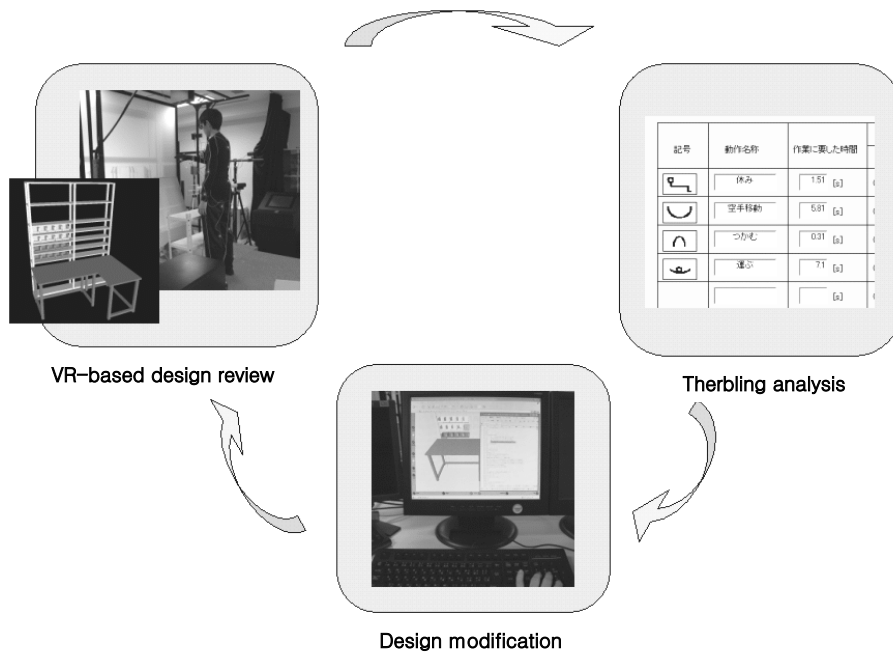 記号 動作名称 作業に要した時間
休み 1.51 [s]
空手移動 5.81 [s]
つかむ 0.31 [s]
運ぶ 7.1 [s]
[s]
VR-based design review
Therbling analysis
Design modification